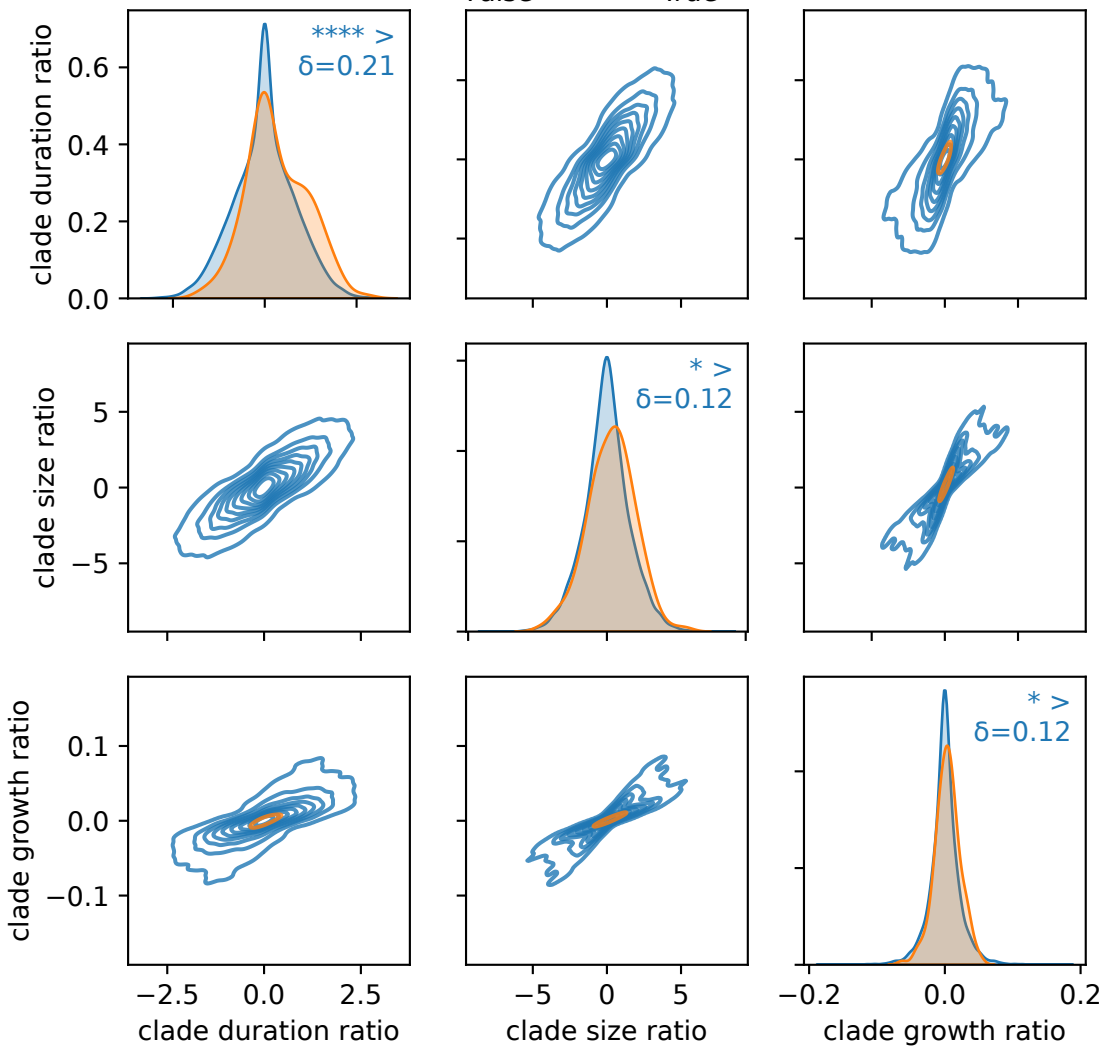 clade duration ratio
0.6
0.4
0.2
0.0
**** >
δ=0.21
clade size ratio
5
0
−5
* >
δ=0.12
clade growth ratio
0.1
0.0
−0.1
* >
δ=0.12
−2.5 0.0 2.5
clade duration ratio
−5 0 5
clade size ratio
−0.2 0.0 0.2
clade growth ratio